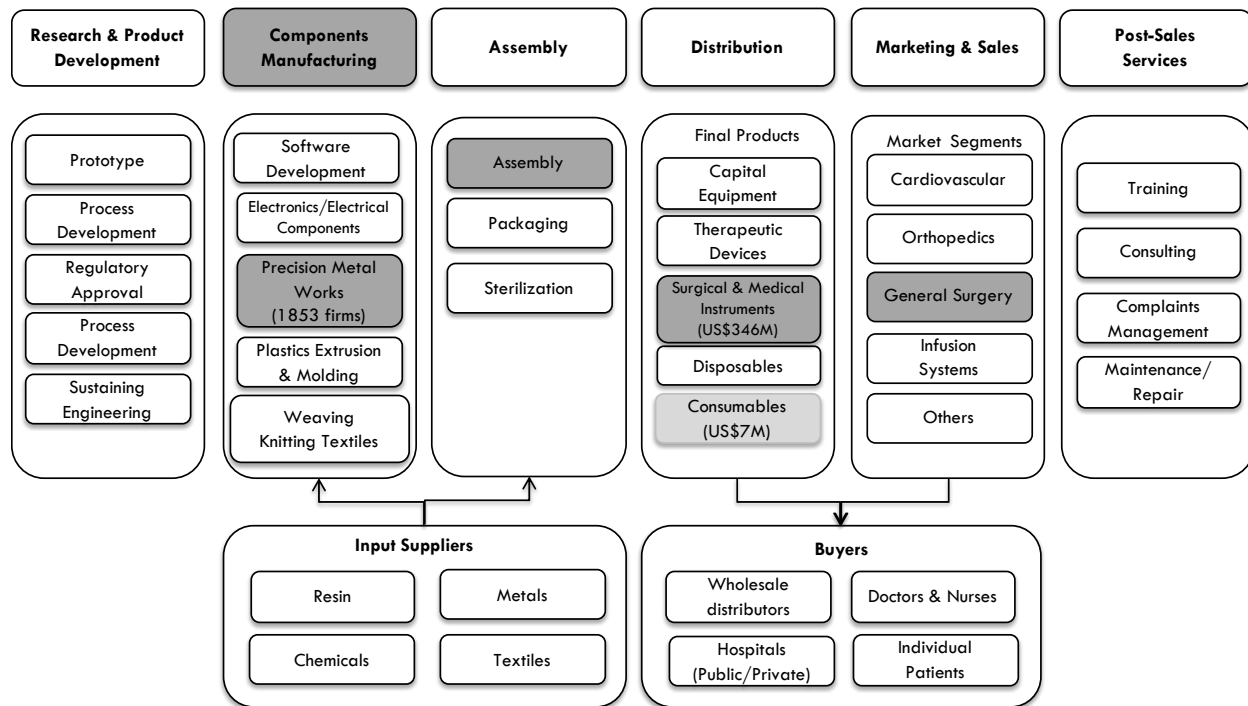 Research & Product
Development
Components
Manufacturing
Assembly
Distribution
Marketing & Sales
Post-Sales
Services
Prototype
Process
Development
Regulatory
Approval
Process
Development
Sustaining
Engineering
Software
Development
Electronics/Electrical
Components
Precision Metal
Works
(1853 firms)
Plastics Extrusion
& Molding
Weaving
Knitting Textiles
Assembly
Packaging
Sterilization
Final Products
Capital
Equipment
Therapeutic
Devices
Surgical & Medical
Instruments
(US$346M)
Disposables
Consumables
(US$7M)
Market Segments
Cardiovascular
Orthopedics
General Surgery
Infusion
Systems
Others
Training
Consulting
Complaints
Management
Maintenance/
Repair
Input Suppliers
Resin
Metals
Chemicals
Textiles
Buyers
Wholesale
distributors
Doctors & Nurses
Hospitals
(Public/Private)
Individual
Patients